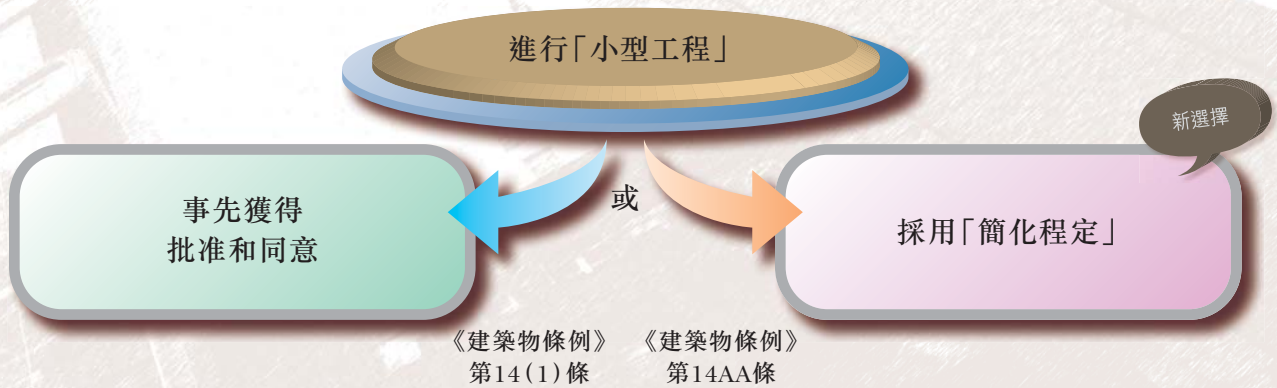 進行「小型工程」
新選擇
事先獲得
批准和同意
或
採用「簡化程定」
《建築物條例》
第14(1)條
《建築物條例》
第14AA條